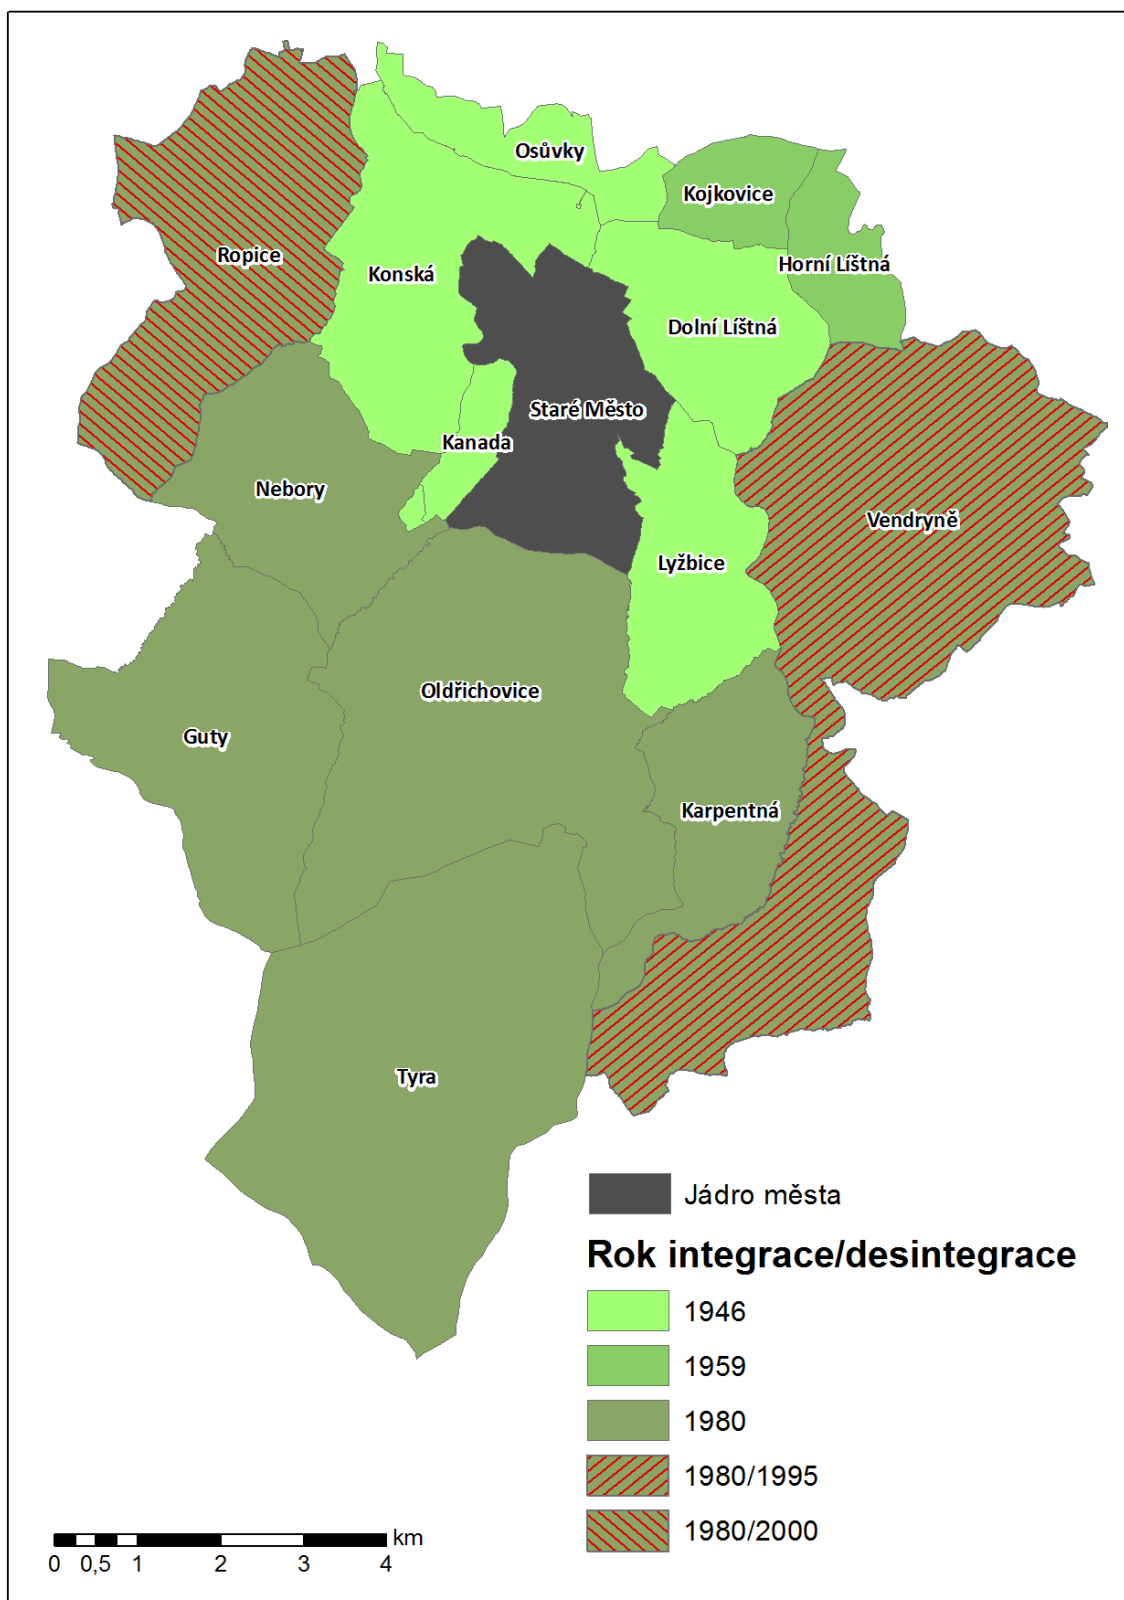 Osůvky
Kojkovice
Ropice
Konská
Horní Líštná
Dolní Líštná
Staré Město
Kanada
Nebory
Vendryně
Lyžbice
Oldřichovice
Guty
Karpentná
Tyra
Jádro města
Rok integrace/desintegrace
1946
1959
1980
1980/1995
1980/2000
km
0 0,5 1 2 3 4